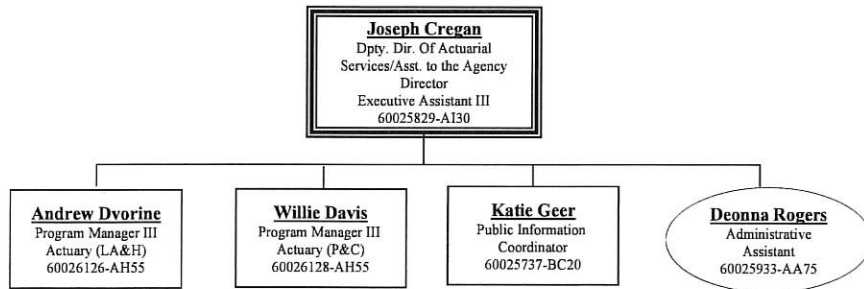 Joseph Cregan
Dpty. Dir. Of Actuarial
Services/Asst. to the Agency
Director
Executive Assistant III
60025829-AI30
Andrew Dvorine
Program Manager III
Actuary (LA&H)
60026126-AH55
Willie Davis
Program Manager III
Actuary (P&C)
60026128-AH55
Katie Geer
Public Information
Coordinator
60025737-BC20
Deonna Rogers
Administrative
Assistant
60025933-AA75